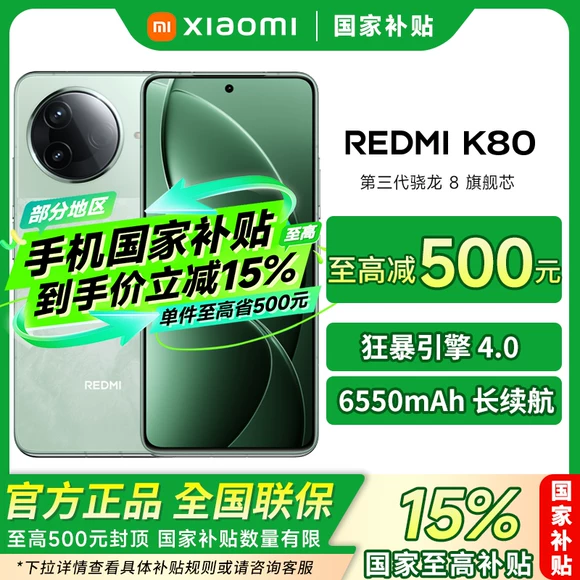 xiaomi 国家补贴
REDMI K80
第三代骁龙 8 旗舰芯
部分地区
手机国家补贴 至高
到手价立减15%
单件至高省500元
至高减500元
狂暴引擎 4.0
6550mAh 长续航
REDMI
官方正品 全国联保
至高500元封顶 国家补贴数量有限
*下拉详情查看具体补贴规则或请咨询客服
15%
国家至高补贴
国家补贴